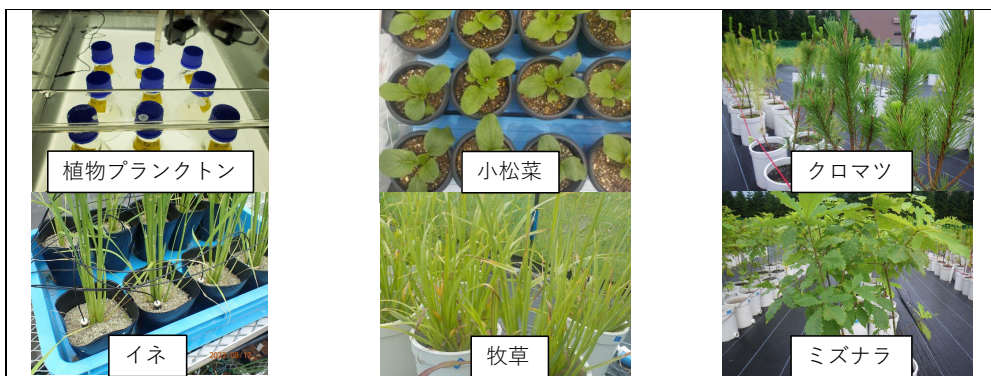 植物プランクトン
小松菜
クロマツ
イネ
牧草
ミズナラ